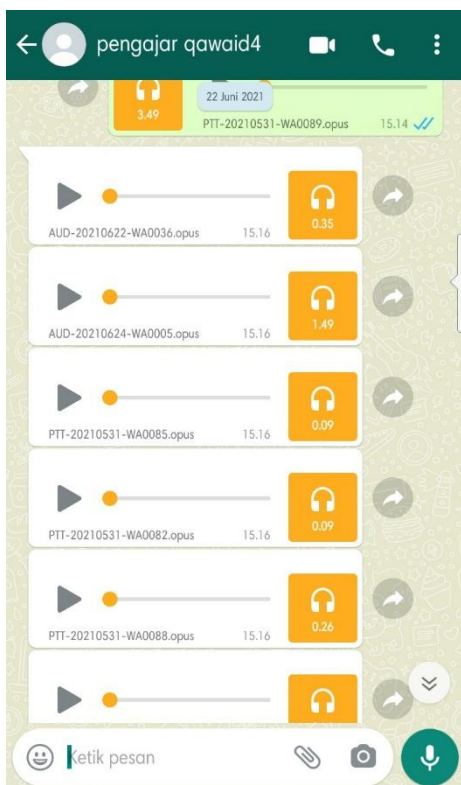 pengajar qawaid4
22 Juni 2021
3.49
PTT-20210531-WA0089.opus 15.14
0.35
AUD-20210622-WA0036.opus 15.16
1.49
AUD-20210624-WA0005.opus 15.16
0.09
PTT-20210531-WA0085.opus 15.16
0.09
PTT-20210531-WA0082.opus 15.16
0.26
PTT-20210531-WA0088.opus 15.16
Ketik pesan